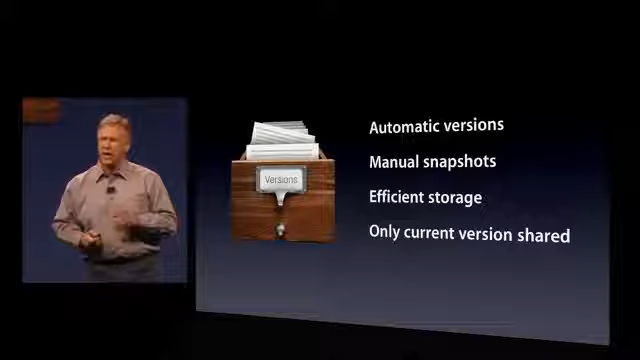 Versions
Automatic versions
Manual snapshots
Efficient storage
Only current version shared